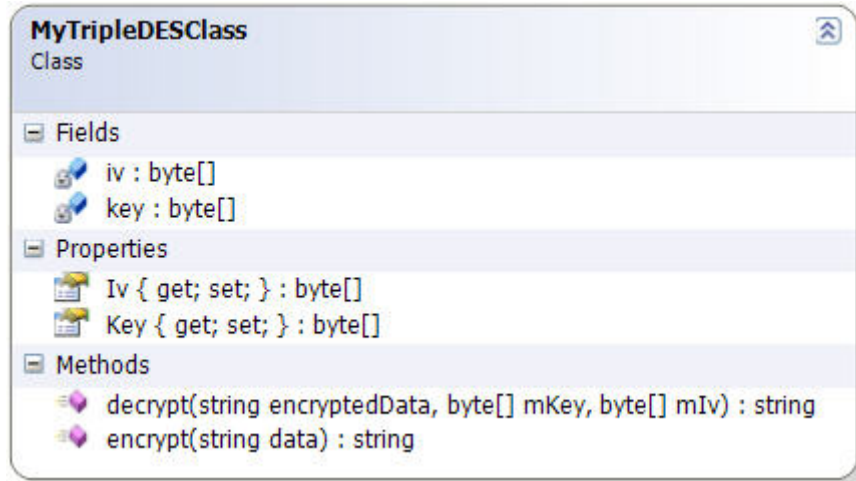 MyTripleDESClass
Class
Fields
iv : byte[]
key : byte[]
Properties
Iv { get; set; } : byte[]
Key { get; set; } : byte[]
Methods
decrypt(string encryptedData, byte[] mKey, byte[] mIv) : string
encrypt(string data) : string